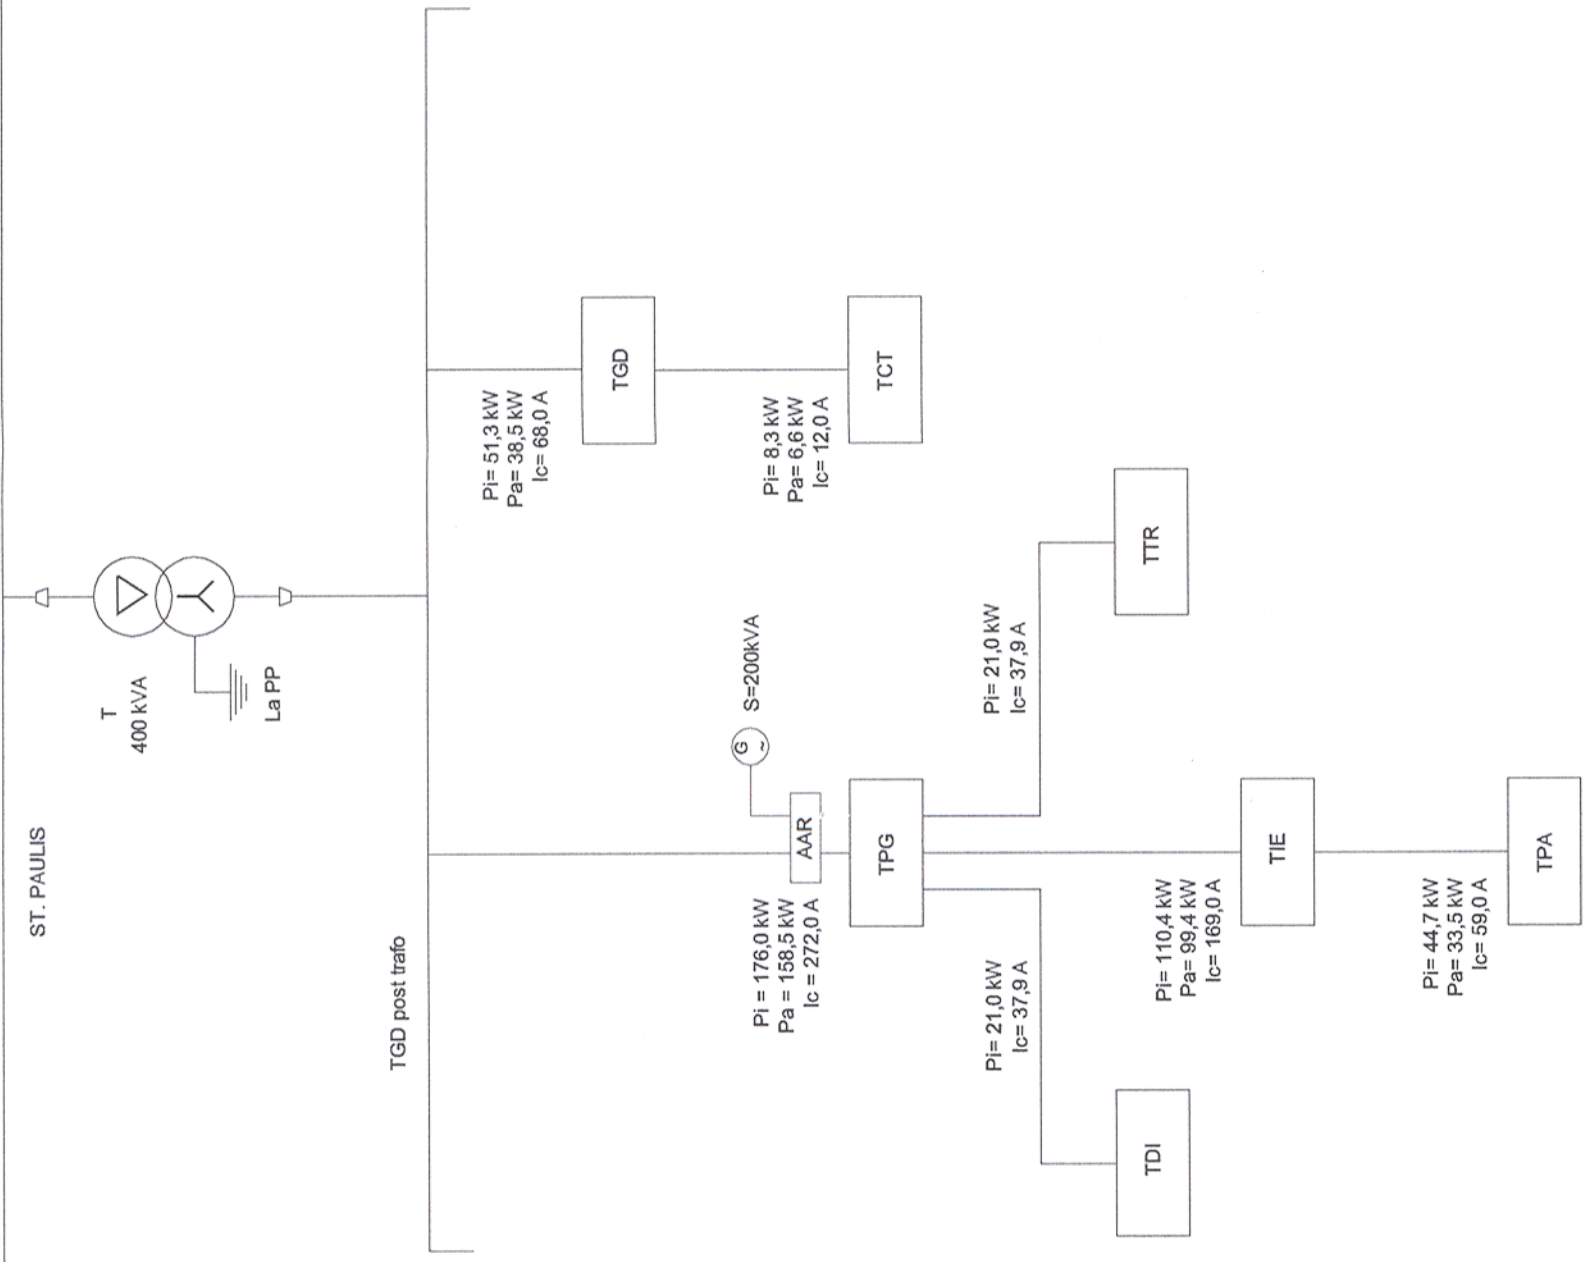 ST. PAULIS
T
400 kVA
La PP
TGD post trafo
Pi= 51,3 kW
Pa= 38,5 kW
Ic= 68,0 A
TGD
Pi= 8,3 kW
Pa= 6,6 kW
Ic= 12,0 A
TCT
G
~
S=200kVA
Pi = 176,0 kW
Pa = 158,5 kW
Ic = 272,0 A
AAR
TPG
Pi= 21,0 kW
Ic= 37,9 A
TTR
Pi= 21,0 kW
Ic= 37,9 A
TDI
Pi= 110,4 kW
Pa= 99,4 kW
Ic= 169,0 A
TIE
Pi= 44,7 kW
Pa= 33,5 kW
Ic= 59,0 A
TPA